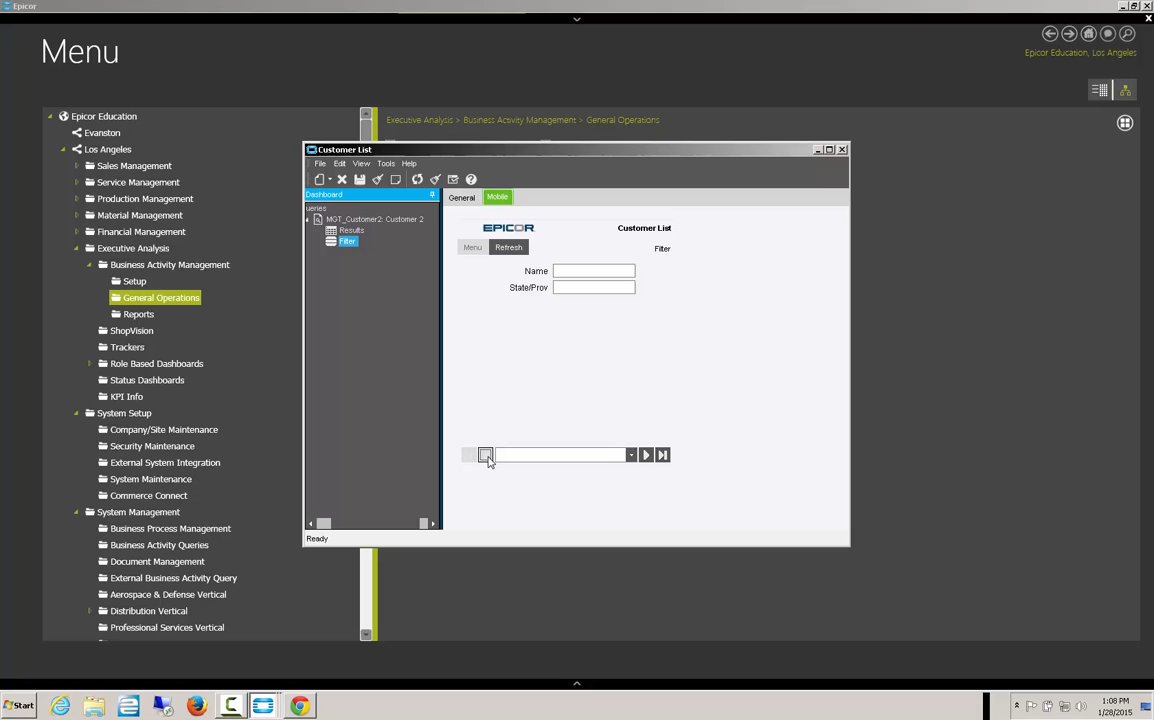 Epicor
Menu
Epicor Education, Los Angeles
Epicor Education
Evanston
Los Angeles
Sales Management
Service Management
Production Management
Material Management
Financial Management
Executive Analysis
Business Activity Management
Setup
General Operations
Reports
ShopVision
Trackers
Role Based Dashboards
Status Dashboards
KPI Info
System Setup
Company/Site Maintenance
Security Maintenance
External System Integration
System Maintenance
Commerce Connect
System Management
Business Process Management
Business Activity Queries
Document Management
External Business Activity Query
Aerospace & Defense Vertical
Distribution Vertical
Professional Services Vertical
Executive Analysis > Business Activity Management > General Operations
Customer List
File Edit View Tools Help
Dashboard
ueries
MGT_Customer2: Customer 2
Results
Filter
General Mobile
EPICOR Customer List
Menu Refresh Filter
Name
State/Prov
Ready
Start
1:08 PM
1/28/2015